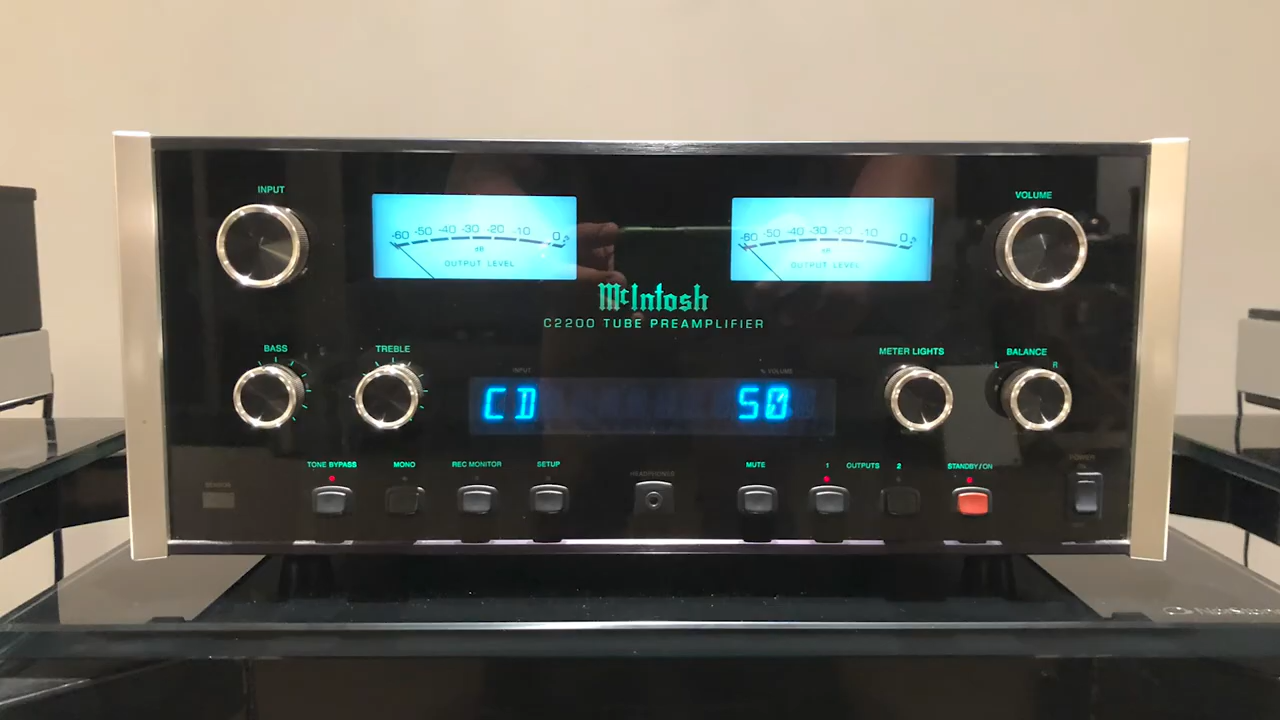 INPUT
VOLUME
-60 -50 -40 -30 -20 -10 0
dB
OUTPUT LEVEL
-60 -50 -40 -30 -20 -10 0
dB
OUTPUT LEVEL
McIntosh
C2200 TUBE PREAMPLIFIER
BASS
TREBLE
METER LIGHTS
BALANCE
L R
INPUT
% VOLUME
CD
50
TONE BYPASS
MONO
REC MONITOR
SETUP
HEADPHONES
MUTE
1 OUTPUTS 2
STANDBY/ON
POWER